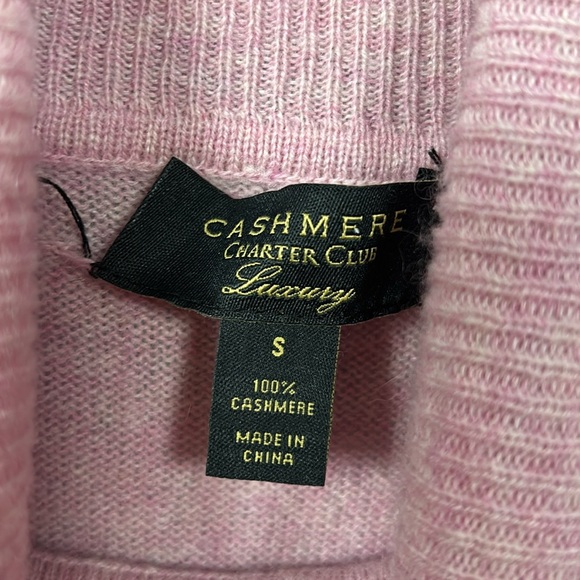 CASHMERE
CHARTER CLUB
Luxury
S
100%
CASHMERE
MADE IN
CHINA